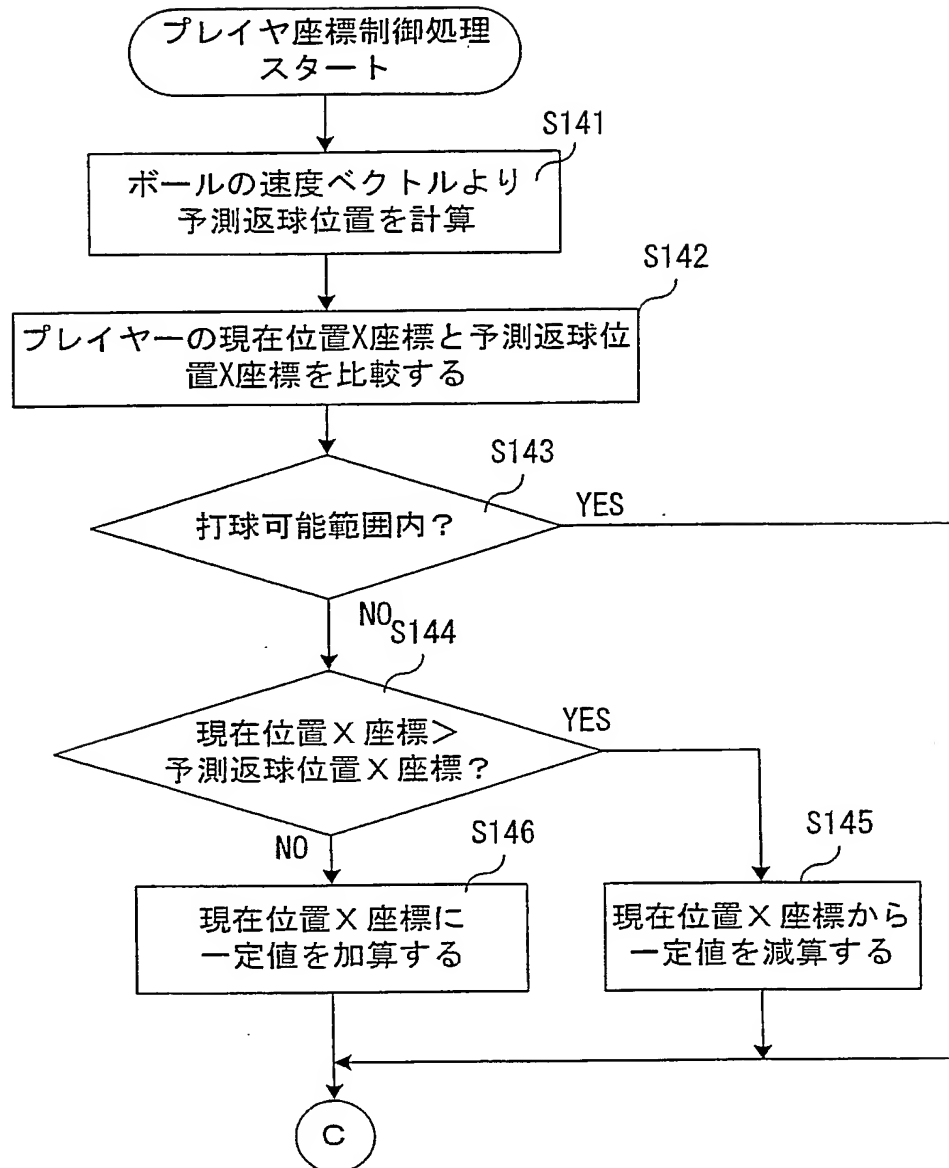 プレイヤ座標制御処理
スタート
S141
ボールの速度ベクトルより
予測返球位置を計算
S142
プレイヤーの現在位置X座標と予測返球位
置X座標を比較する
S143
打球可能範囲内?
YES
NO
S144
現在位置X座標>
予測返球位置X座標?
YES
NO
S146
現在位置X座標に
一定値を加算する
S145
現在位置X座標から
一定値を減算する
C